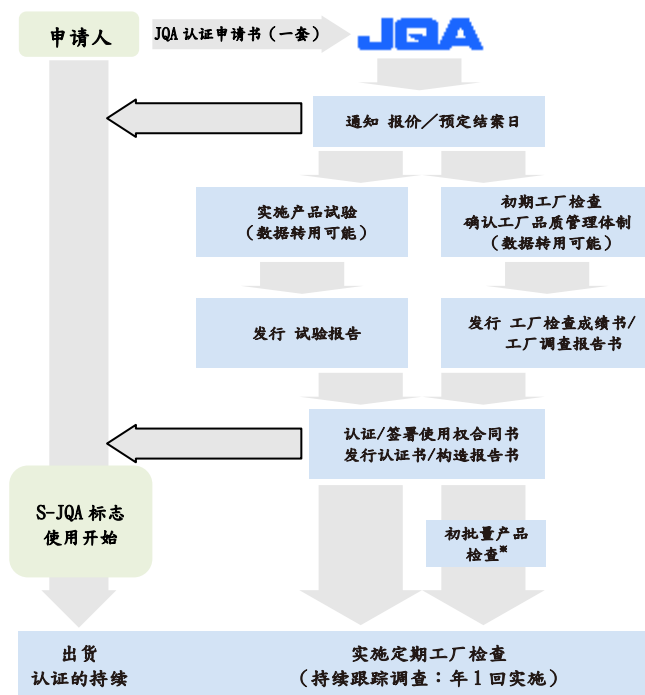 申请人
JQA 认证申请书（一套）
JQA
通知 报价／预定结案日
实施产品试验
（数据转用可能）
初期工厂检查
确认工厂品质管理体制
（数据转用可能）
发行 试验报告
发行 工厂检查成绩书/
工厂调查报告书
认证/签署使用权合同书
发行认证书/构造报告书
S-JQA 标志
使用开始
初批量产品
检查※
出货
认证的持续
实施定期工厂检查
（持续跟踪调查：年 1 回实施）